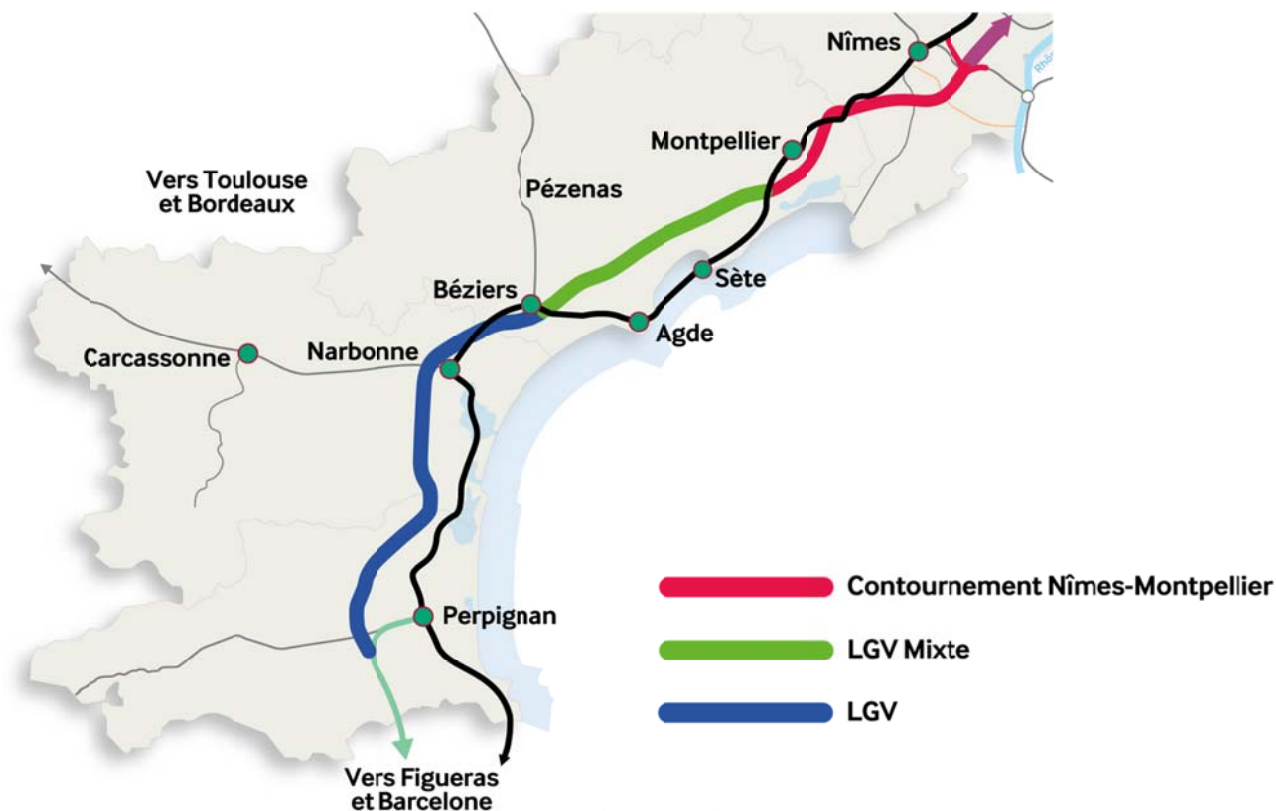 Nîmes
Rhône
Montpellier
Vers Toulouse
et Bordeaux
Pézenas
Sète
Béziers
Agde
Narbonne
Carcassonne
Contournement Nîmes-Montpellier
Perpignan
LGV Mixte
LGV
Vers Figueras
et Barcelone